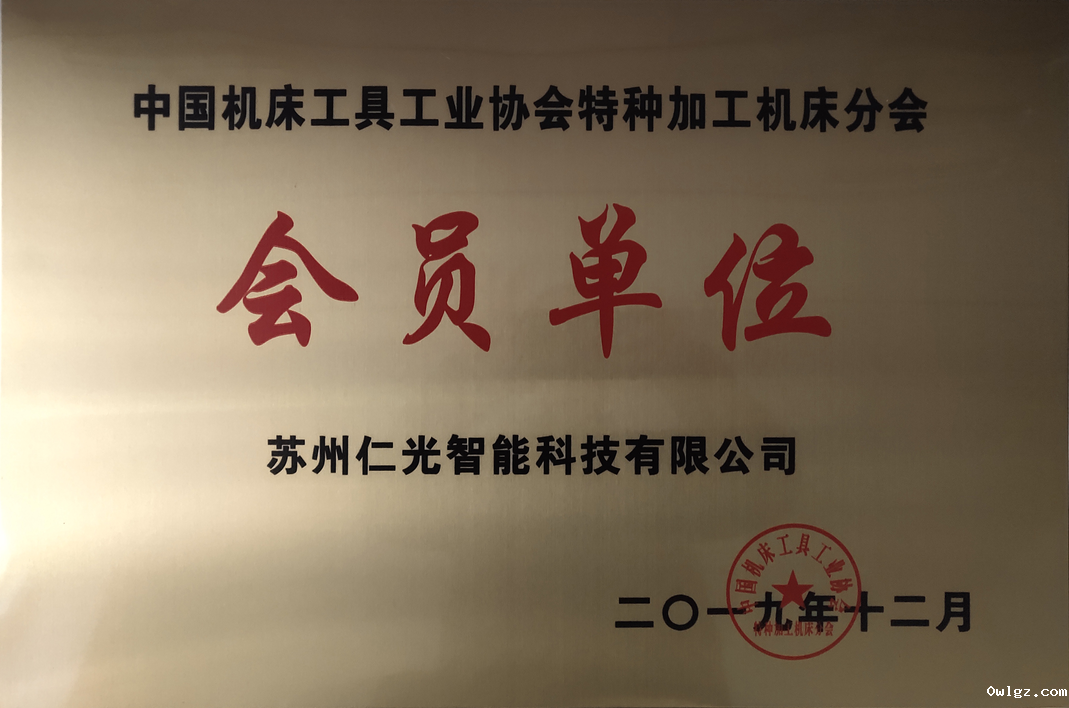 中国机床工具工业协会特种加工机床分会
会员单位
苏州仁光智能科技有限公司
中国机床工具工业协会
特种加工机床分会
二〇一九年十二月
Owlgz.com